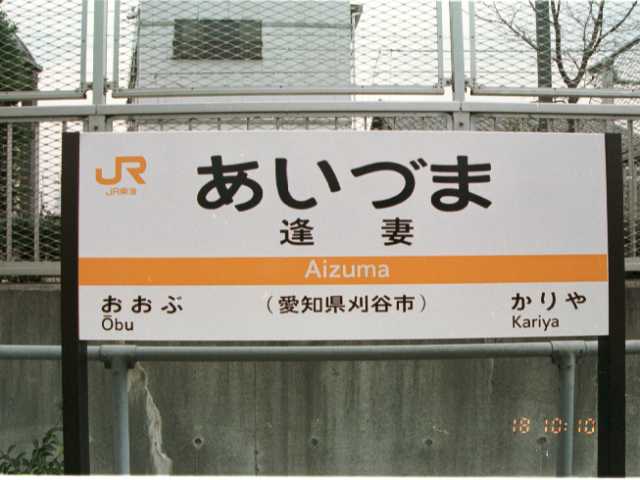 JR
JR東海
あいづま
逢妻
Aizuma
おおぶ
Ōbu
(愛知県刈谷市)
かりや
Kariya
18 10:10